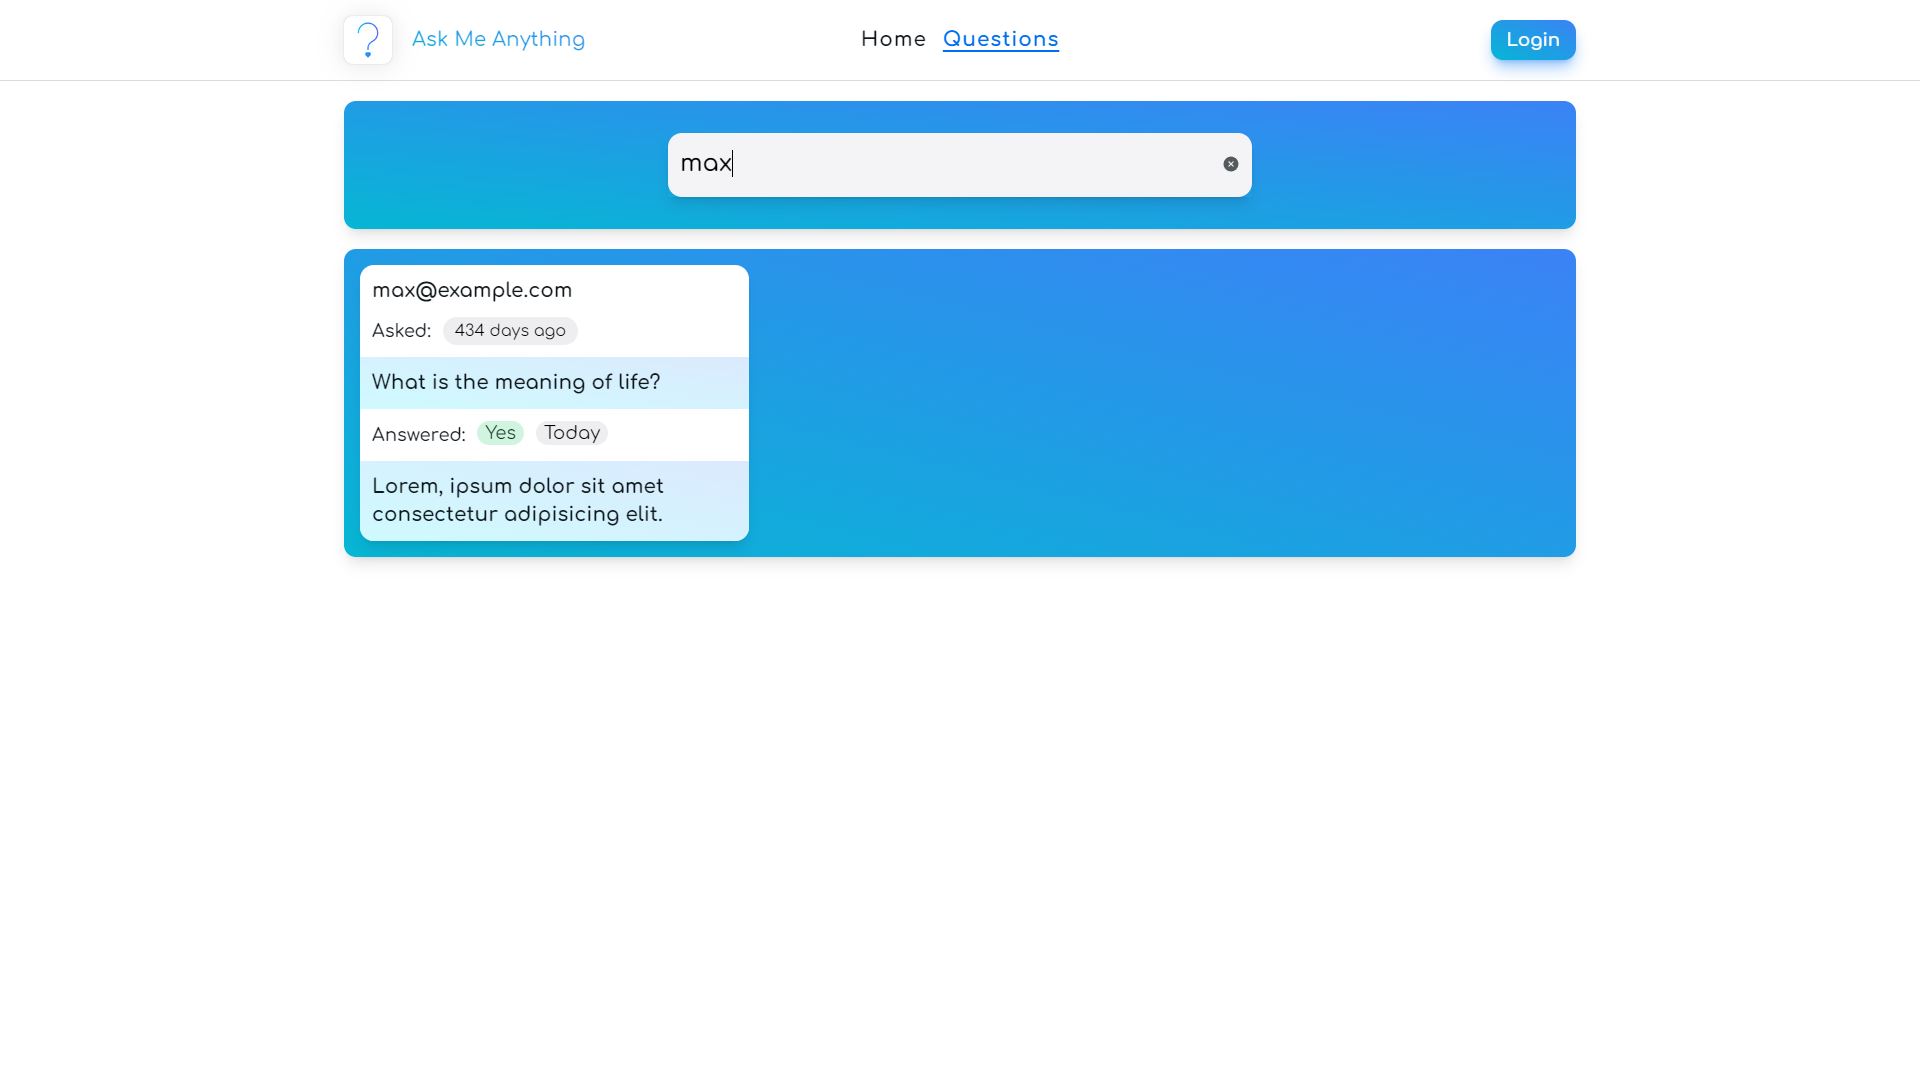 Ask Me Anything
Home Questions
Login
max
max@example.com
Asked: 434 days ago
What is the meaning of life?
Answered: Yes Today
Lorem, ipsum dolor sit amet
consectetur adipisicing elit.